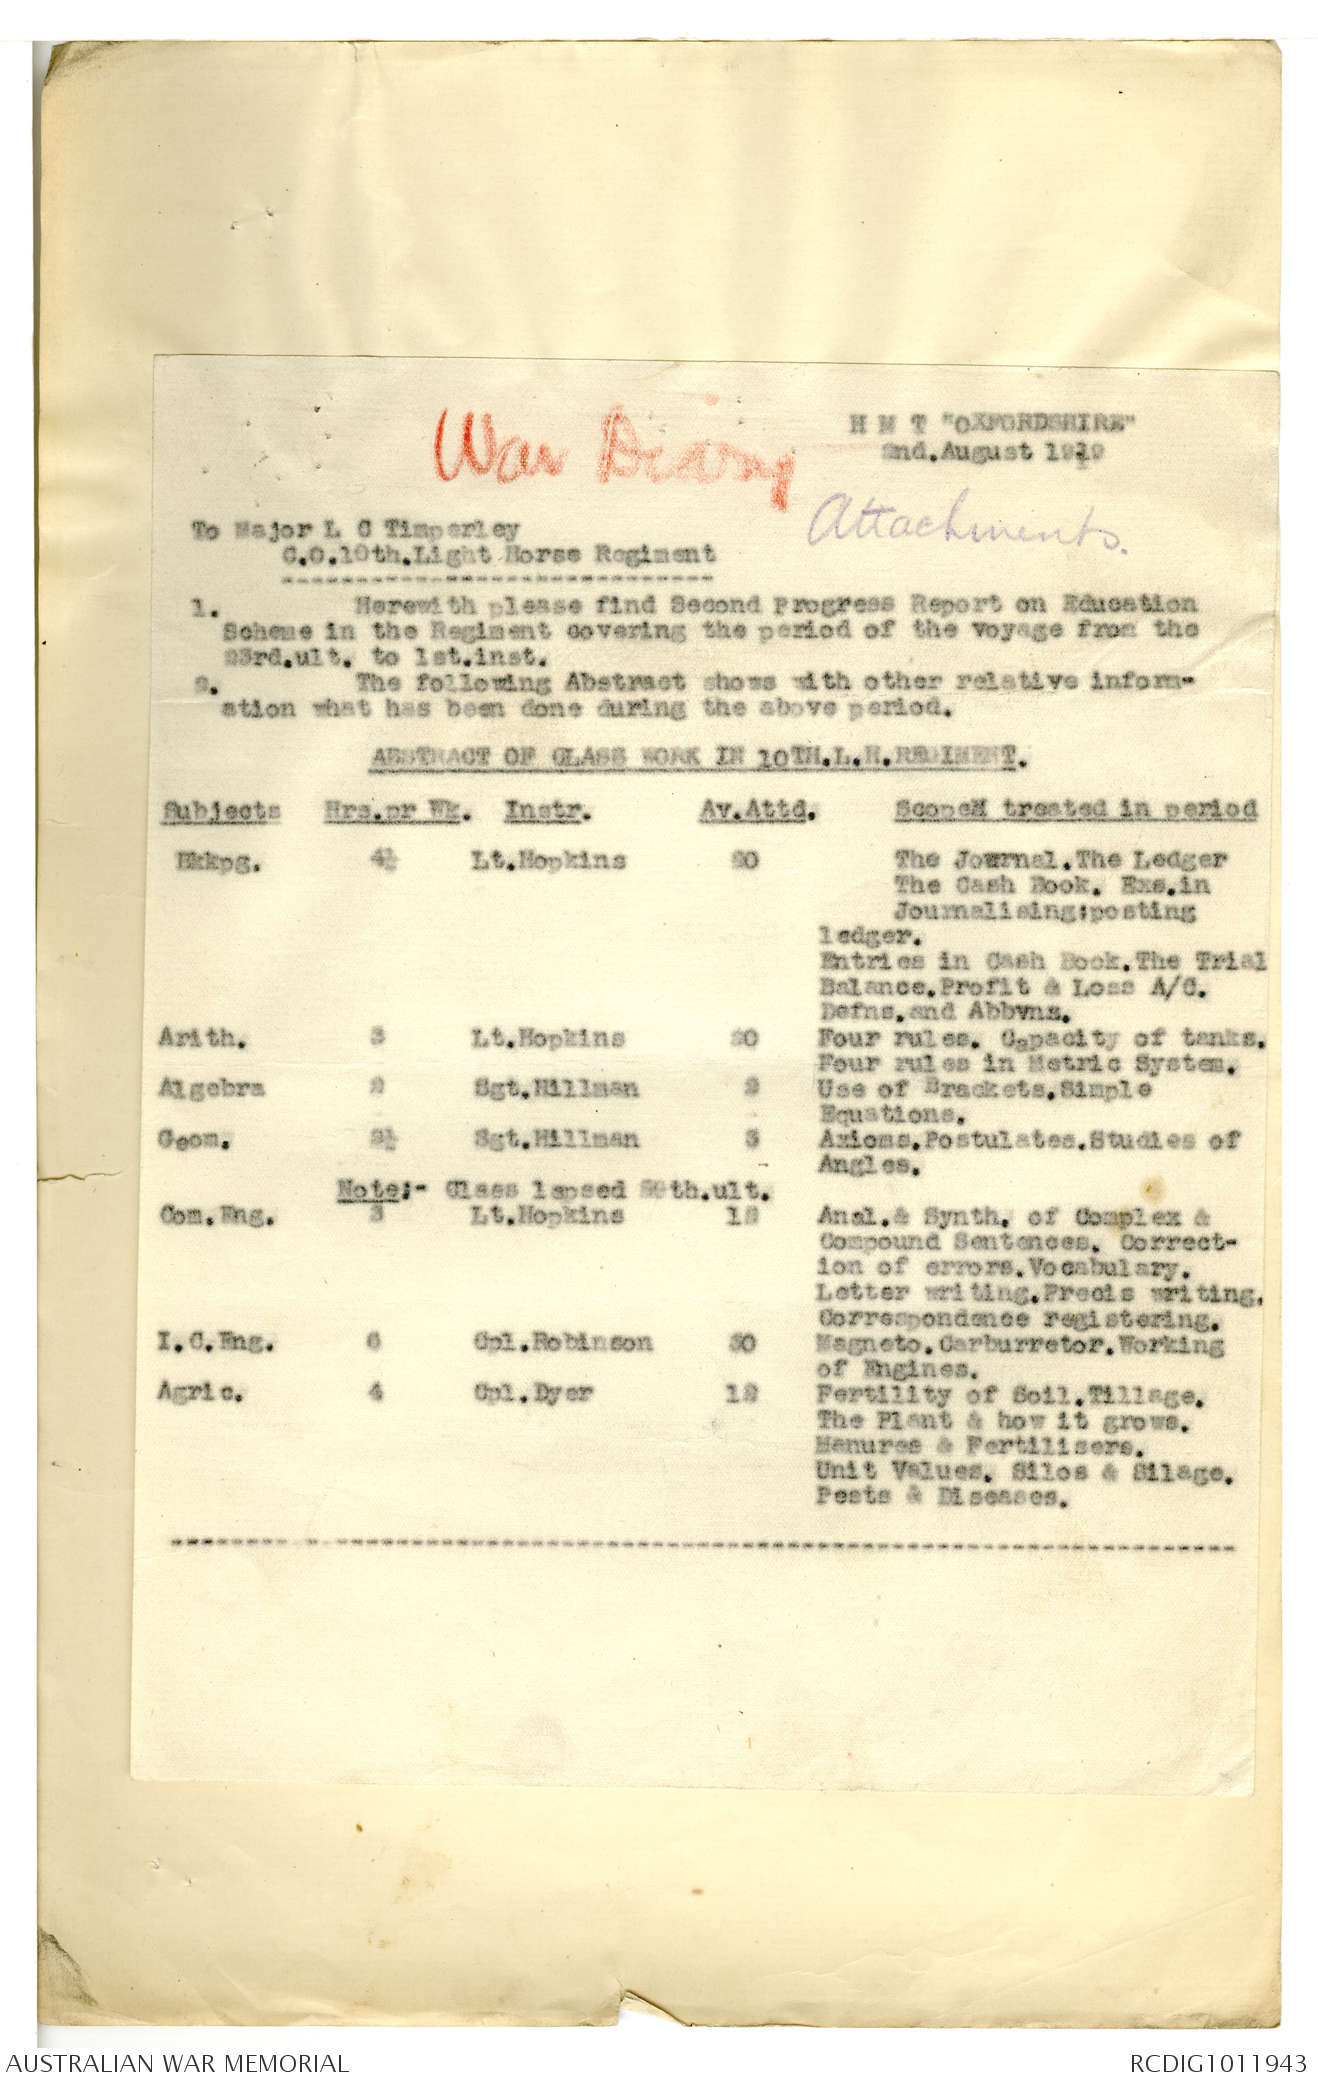 War Diary
H M T "OXFORDSHIRE"
2nd.August 1919
Attachments.
To Major L C Timperley
C.O.10th.Light Horse Regiment
-----------------------------
1. Herewith please find Second Progress Report on Education
Scheme in the Regiment covering the period of the voyage from the
23rd.ult. to 1st.inst.
2. The following Abstract shows with other relative inform-
ation what has been done during the above period.
ABSTRACT OF CLASS WORK IN 10TH.L.H.REGIMENT.
Subjects Hrs.pr Wk. Instr. Av.Attd. Scope treated in period
Bkkpg. 4½ Lt.Hopkins 20 The Journal.The Ledger
The Cash Book. Exs.in
Journalising:posting
ledger.
Entries in Cash Book.The Trial
Balance.Profit & Loss A/C.
Defns.and Abbvns.
Arith. 3 Lt.Hopkins 20 Four rules. Capacity of tanks.
Four rules in Metric System.
Algebra 2 Sgt.Hillman 2 Use of Brackets.Simple
Equations.
Geom. 2½ Sgt.Hillman 3 Axioms.Postulates.Studies of
Angles.
Note:- Class lapsed th.ult.
Com.Eng. 3 Lt.Hopkins 12 Anal.& Synth. of Complex &
Compound Sentences. Correct-
ion of errors.Vocabulary.
Letter writing.Precis writing.
Correspondence registering.
I.C.Eng. 6 Cpl.Robinson 30 Magneto.Carburretor.Working
of Engines.
Agric. 4 Cpl.Dyer 12 Fertility of Soil.Tillage.
The Plant & how it grows.
Manures & Fertilisers.
Unit Values. Silos & Silage.
Pests & Diseases.
AUSTRALIAN WAR MEMORIAL
RCDIG1011943